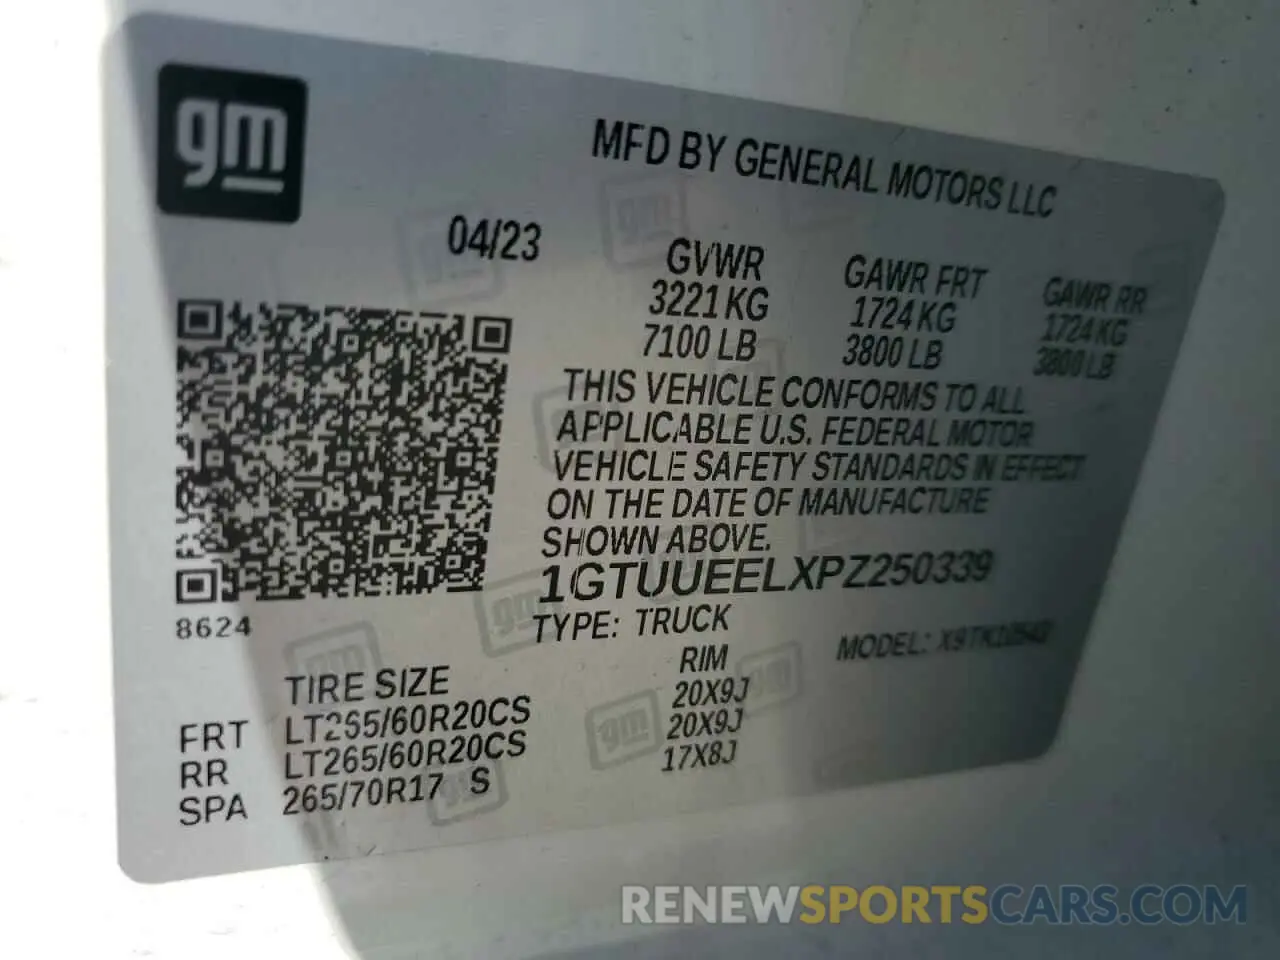 gm
MFD BY GENERAL MOTORS LLC
04/23
GVWR GAWR FRT GAWR RR
3221 KG 1724 KG 1724 KG
7100 LB 3800 LB 3800 LB
THIS VEHICLE CONFORMS TO ALL
APPLICABLE U.S. FEDERAL MOTOR
VEHICLE SAFETY STANDARDS IN EFFECT
ON THE DATE OF MANUFACTURE
SHOWN ABOVE.
1GTUUEELXPZ250339
8624
TYPE: TRUCK MODEL:
TIRE SIZE RIM
FRT LT265/60R20CS 20X9J
RR LT265/60R20CS 20X9J
SPA 265/70R17 S 17X8J
RENEWSPORTSCARS.COM